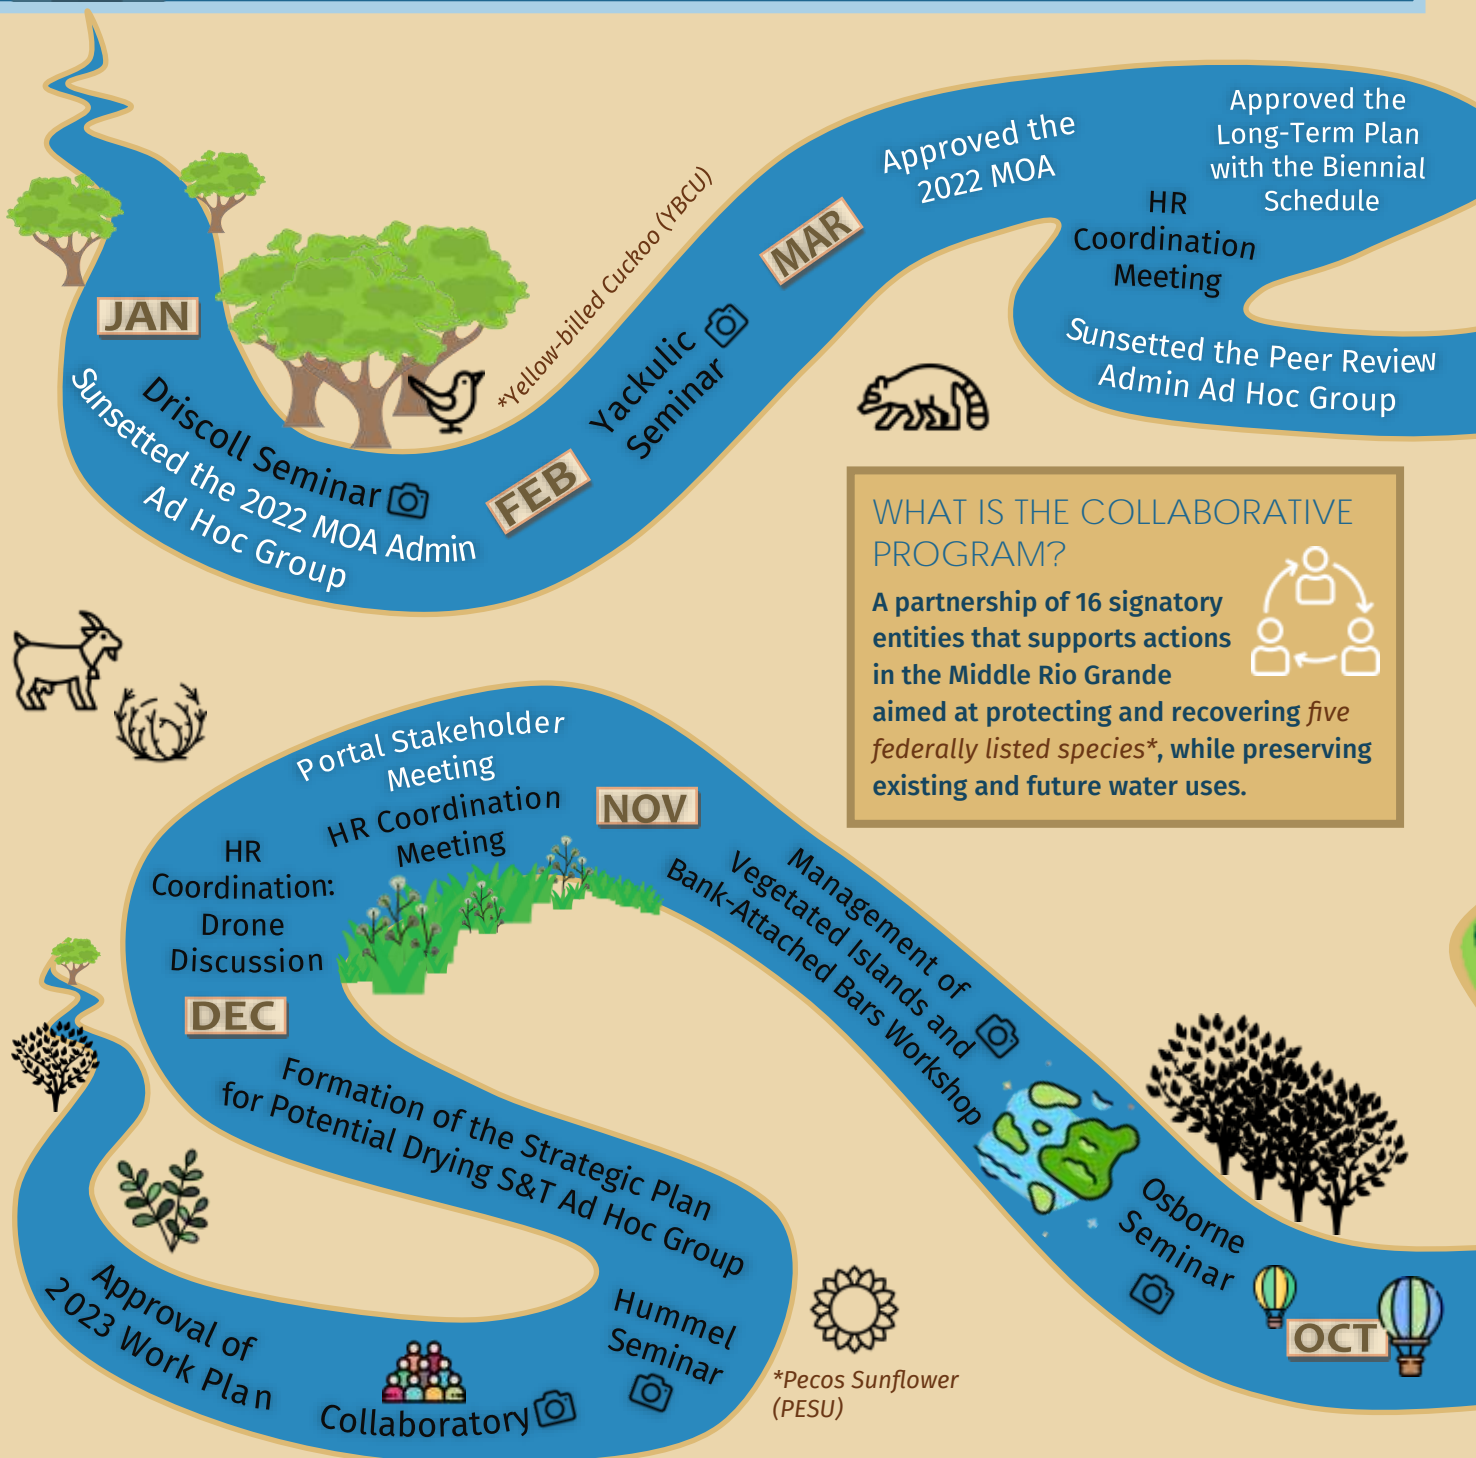 JAN
Driscoll Seminar
Sunsetted the 2022 MOA Admin
Ad Hoc Group
*Yellow-billed Cuckoo (YBCU)
FEB
Yackulic
Seminar
MAR
Approved the
2022 MOA
HR
Coordination
Meeting
Approved the
Long-Term Plan
with the Biennial
Schedule
Sunsetted the Peer Review
Admin Ad Hoc Group
WHAT IS THE COLLABORATIVE
PROGRAM?
A partnership of 16 signatory
entities that supports actions
in the Middle Rio Grande
aimed at protecting and recovering five
federally listed species*, while preserving
existing and future water uses.
OCT
Osborne
Seminar
Management of
Vegetated Islands and
Bank-Attached Bars Workshop
NOV
Portal Stakeholder
Meeting
HR Coordination
Meeting
HR
Coordination:
Drone
Discussion
DEC
Formation of the Strategic Plan
for Potential Drying S&T Ad Hoc Group
Hummel
Seminar
*Pecos Sunflower
(PESU)
Collaboratory
Approval of
2023 Work Plan